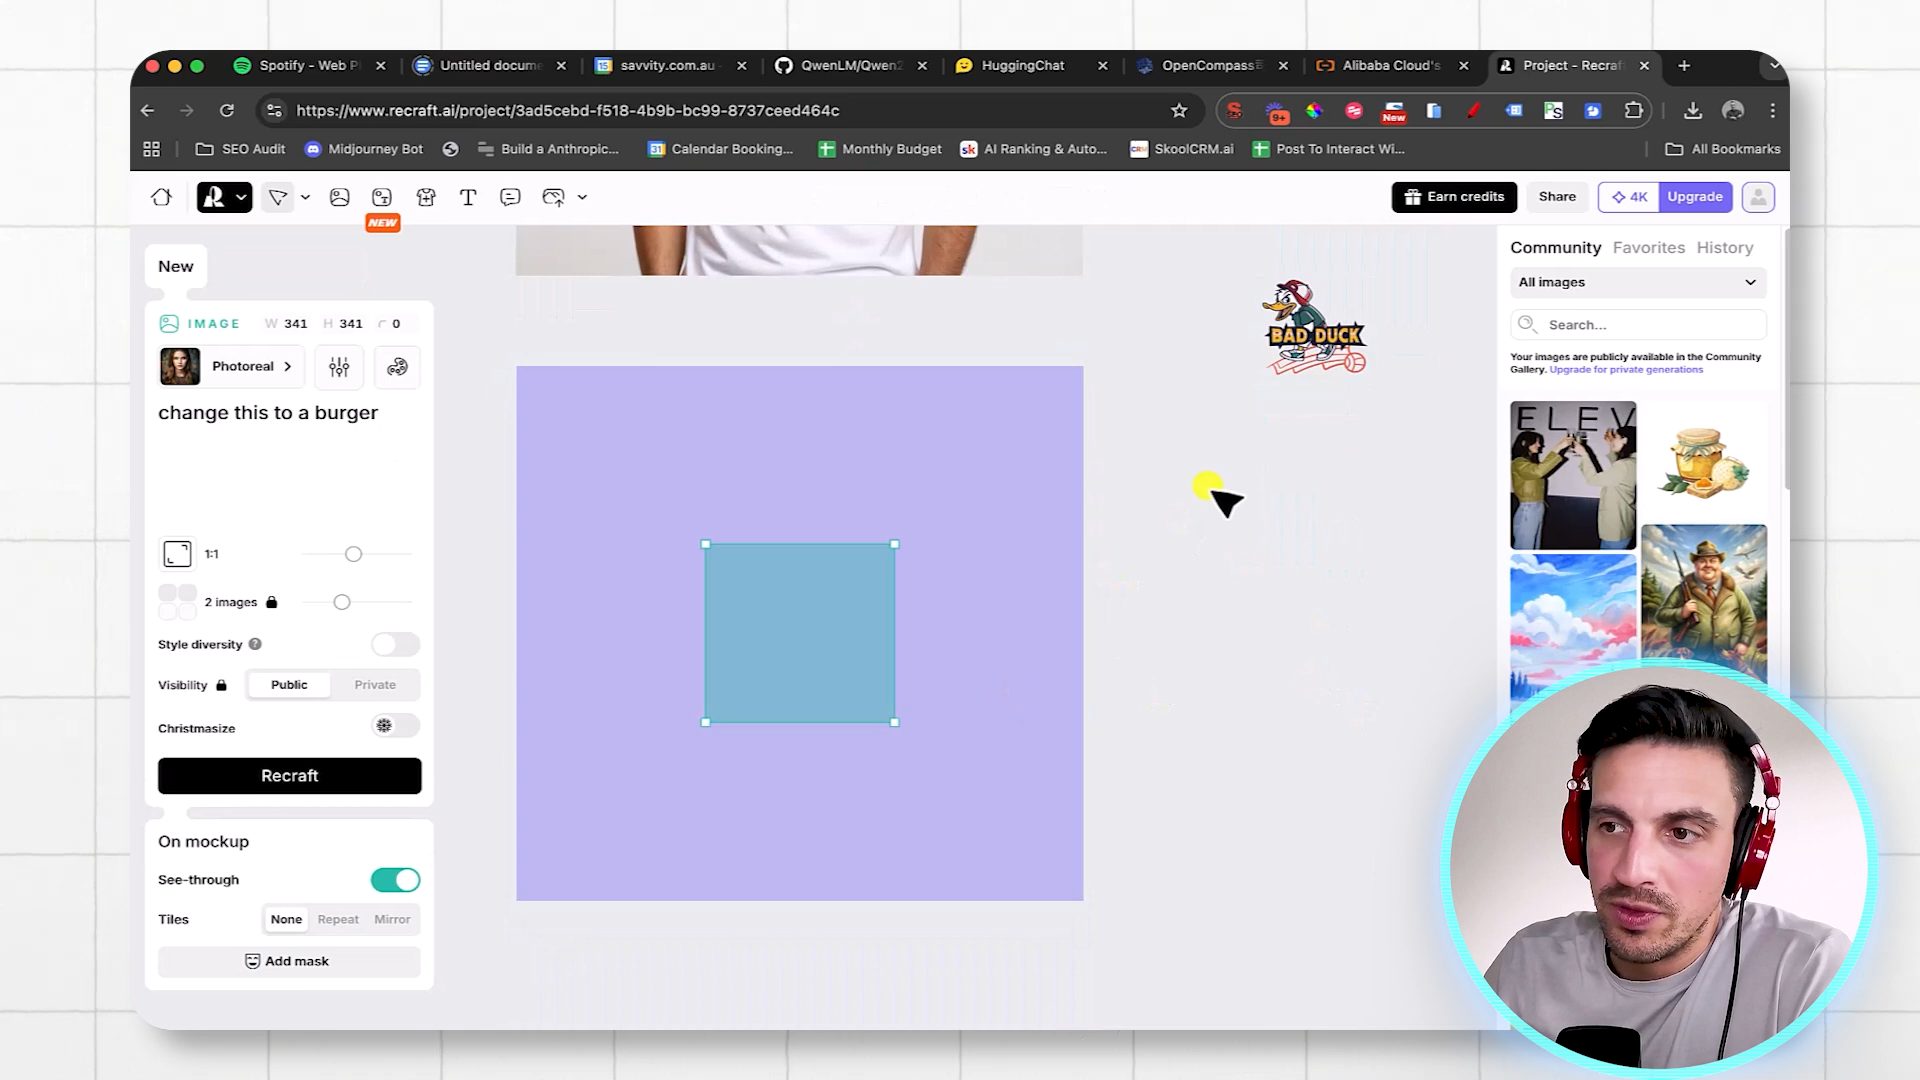 Spotify - Web P
Untitled docume
savvity.com.au -
QwenLM/Qwen2
HuggingChat
OpenCompass
Alibaba Cloud's
Project - Recraf
https://www.recraft.ai/project/3ad5cebd-f518-4b9b-bc99-8737ceed464c
9+
New
SEO Audit
Midjourney Bot
Build a Anthropic...
Calendar Booking...
Monthly Budget
sk
AI Ranking & Auto...
CRM
SkoolCRM.ai
Post To Interact Wi...
All Bookmarks
T
NEW
Earn credits
Share
4K
Upgrade
New
IMAGE
W 341
H 341
0
Photoreal
change this to a burger
1:1
2 images
Style diversity
?
Visibility
Public
Private
Christmasize
Recraft
On mockup
See-through
Tiles
None
Repeat
Mirror
Add mask
BAD DUCK
Community
Favorites
History
All images
Search...
Your images are publicly available in the Community
Gallery. Upgrade for private generations
ELEV